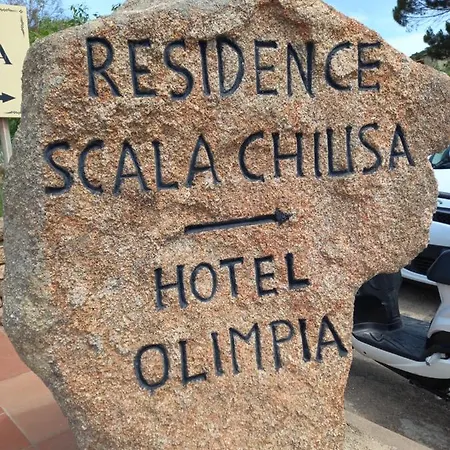 A
RESIDENCE
SCALA CHIUSA
HOTEL
OLIMPIA